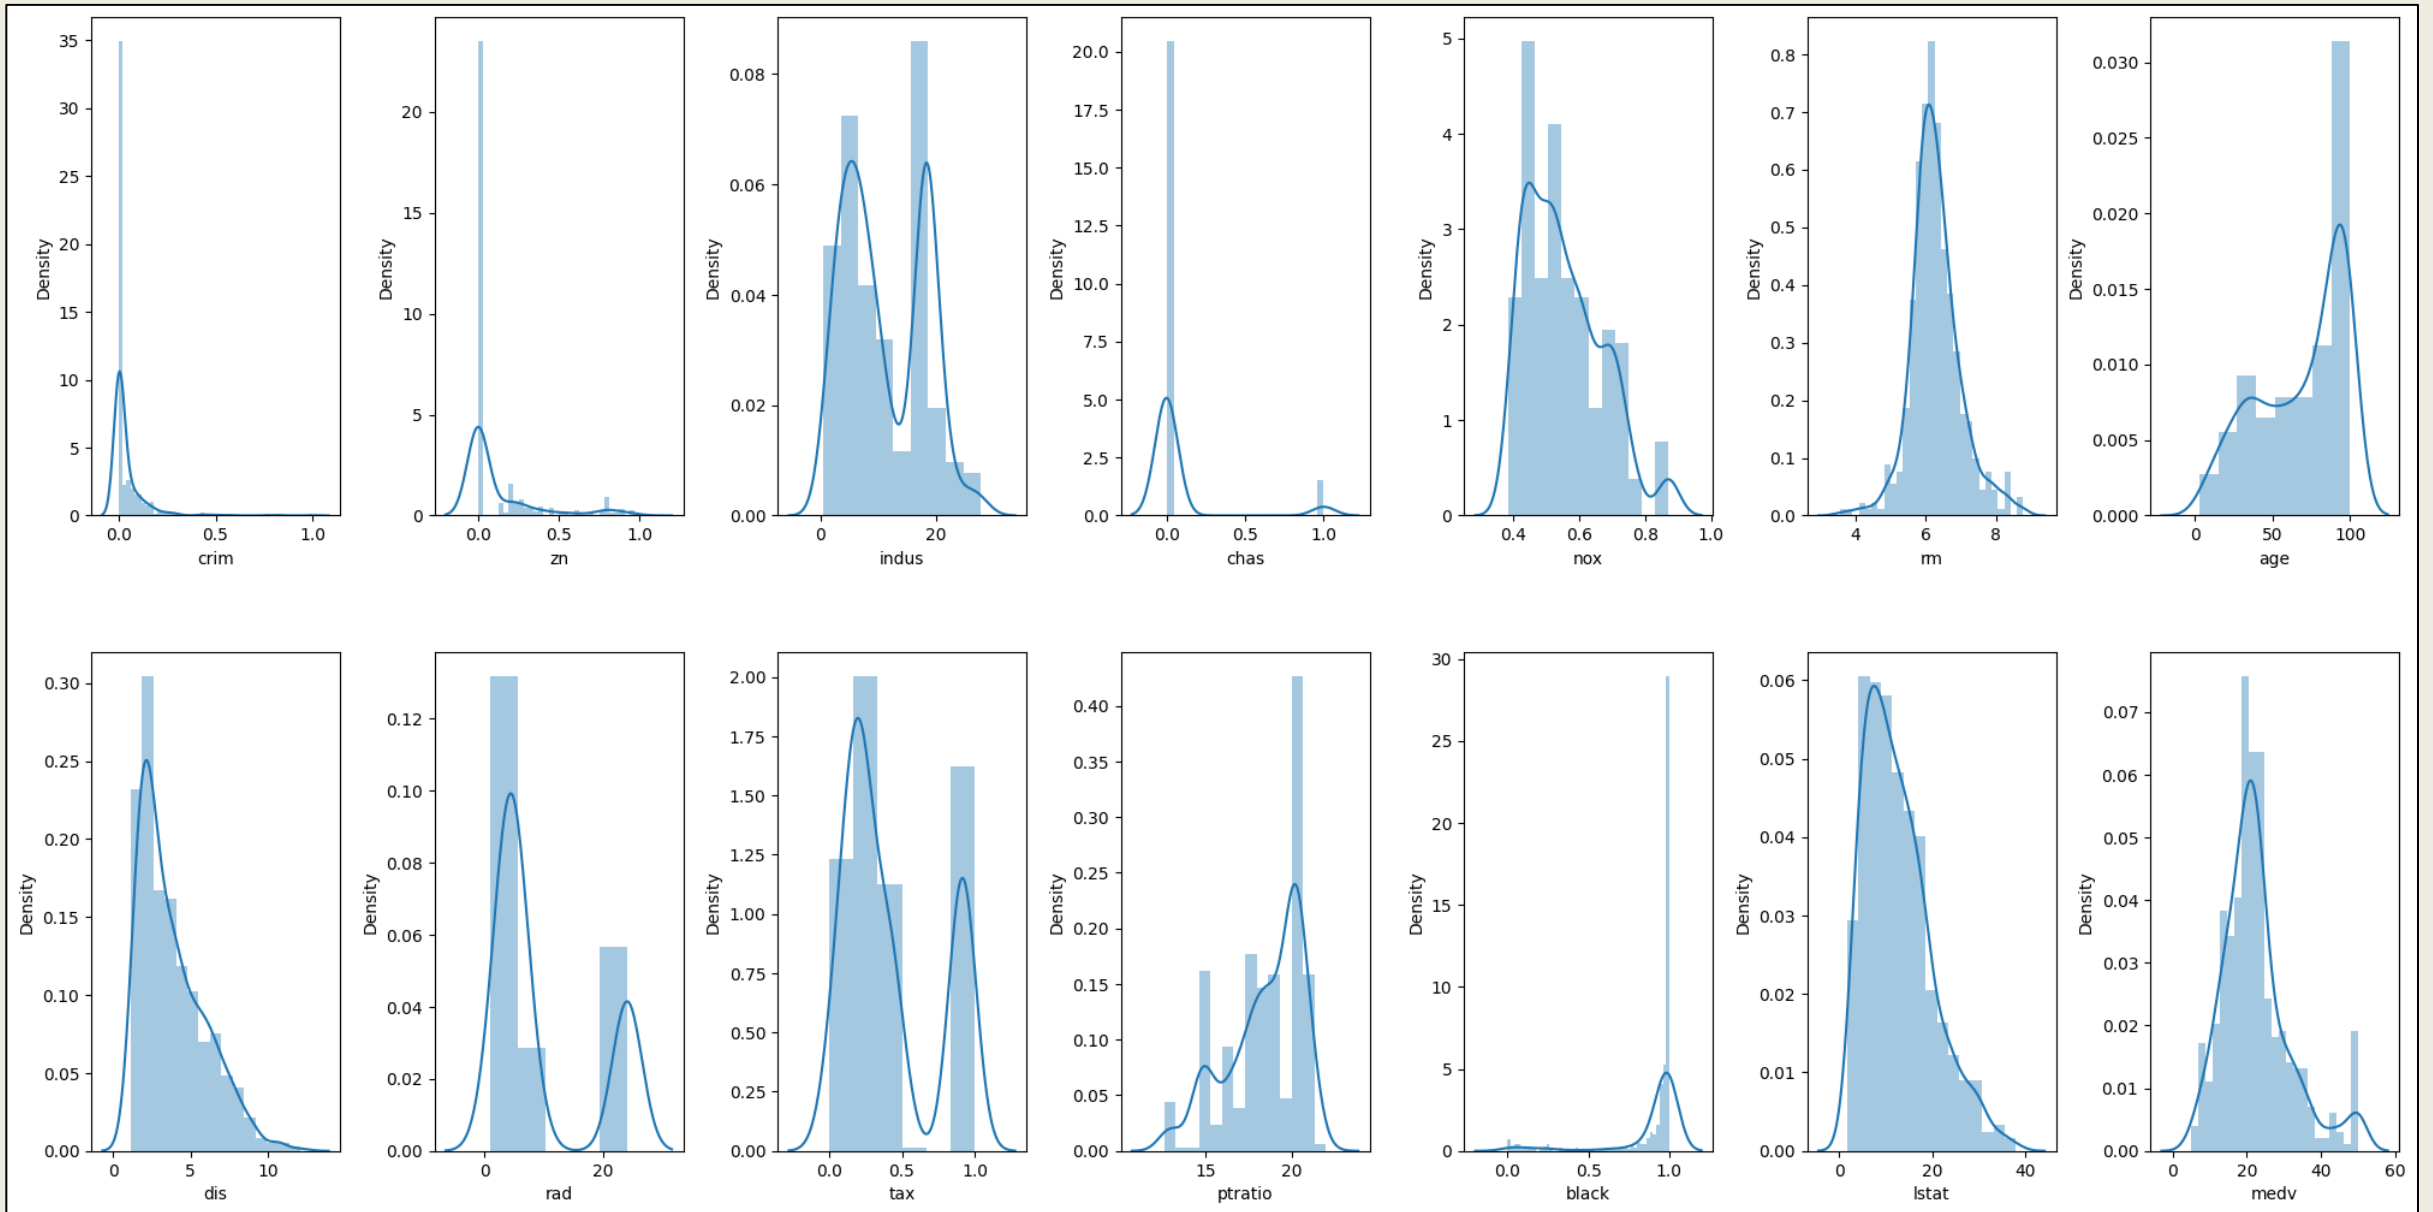 Density
35
30
25
20
15
10
5
0
0.0 0.5 1.0
crim
Density
20
15
10
5
0
0.0 0.5 1.0
zn
Density
0.08
0.06
0.04
0.02
0.00
0 20
indus
Density
20.0
17.5
15.0
12.5
10.0
7.5
5.0
2.5
0.0
0.0 0.5 1.0
chas
Density
5
4
3
2
1
0
0.4 0.6 0.8 1.0
nox
Density
0.8
0.7
0.6
0.5
0.4
0.3
0.2
0.1
0.0
4 6 8
rm
Density
0.030
0.025
0.020
0.015
0.010
0.005
0.000
0 50 100
age
Density
0.30
0.25
0.20
0.15
0.10
0.05
0.00
0 5 10
dis
Density
0.12
0.10
0.08
0.06
0.04
0.02
0.00
0 20
rad
Density
2.00
1.75
1.50
1.25
1.00
0.75
0.50
0.25
0.00
0.0 0.5 1.0
tax
Density
0.40
0.35
0.30
0.25
0.20
0.15
0.10
0.05
0.00
15 20
ptratio
Density
30
25
20
15
10
5
0
0.0 0.5 1.0
black
Density
0.06
0.05
0.04
0.03
0.02
0.01
0.00
0 20 40
lstat
Density
0.07
0.06
0.05
0.04
0.03
0.02
0.01
0.00
0 20 40 60
medv